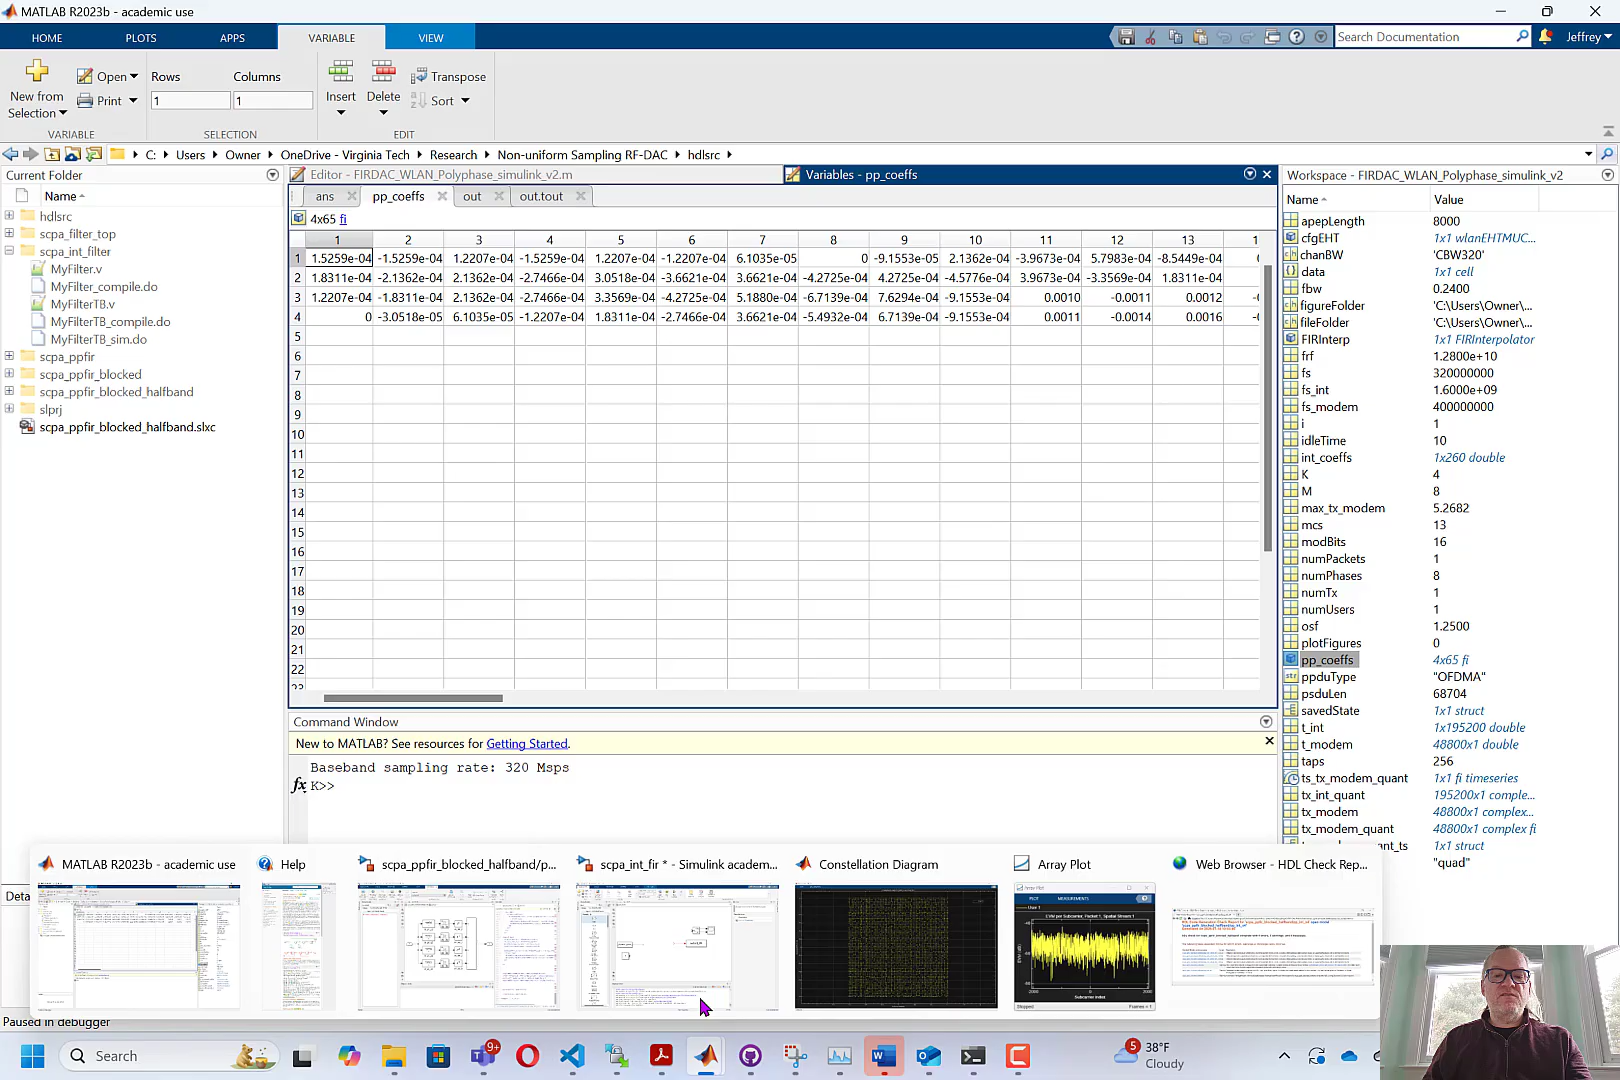 MATLAB R2023b - academic use
HOME PLOTS APPS VARIABLE VIEW
Search Documentation
Jeffrey
New from Selection
Open
Print
VARIABLE
Rows Columns
1 1
SELECTION
Insert
Delete
Transpose
Sort
EDIT
C: Users Owner OneDrive - Virginia Tech Research Non-uniform Sampling RF-DAC hdlsrc
Current Folder
Name
hdlsrc
scpa_filter_top
scpa_int_filter
MyFilter.v
MyFilter_compile.do
MyFilterTB.v
MyFilterTB_compile.do
MyFilterTB_sim.do
scpa_ppfir
scpa_ppfir_blocked
scpa_ppfir_blocked_halfband
slprj
scpa_ppfir_blocked_halfband.slxc
Editor - FIRDAC_WLAN_Polyphase_simulink_v2.m
Variables - pp_coeffs
ans pp_coeffs out out.tout
4x65 fi
1 2 3 4 5 6 7 8 9 10 11 12 13 1
1 1.5259e-04 -1.5259e-04 1.2207e-04 -1.5259e-04 1.2207e-04 -1.2207e-04 6.1035e-05 0 -9.1553e-05 2.1362e-04 -3.9673e-04 5.7983e-04 -8.5449e-04
2 1.8311e-04 -2.1362e-04 2.1362e-04 -2.7466e-04 3.0518e-04 -3.6621e-04 3.6621e-04 -4.2725e-04 4.2725e-04 -4.5776e-04 3.9673e-04 -3.3569e-04 1.8311e-04
3 1.2207e-04 -1.8311e-04 2.1362e-04 -2.7466e-04 3.3569e-04 -4.2725e-04 5.1880e-04 -6.7139e-04 7.6294e-04 -9.1553e-04 0.0010 -0.0011 0.0012 -0
4 0 -3.0518e-05 6.1035e-05 -1.2207e-04 1.8311e-04 -2.7466e-04 3.6621e-04 -5.4932e-04 6.7139e-04 -9.1553e-04 0.0011 -0.0014 0.0016 -0
5
6
7
8
9
10
11
12
13
14
15
16
17
18
19
20
21
22
23
Command Window
New to MATLAB? See resources for Getting Started.
Baseband sampling rate: 320 Msps
fx K>>
Workspace - FIRDAC_WLAN_Polyphase_simulink_v2
Name Value
apepLength 8000
cfgEHT 1x1 wlanEHTMUC...
chanBW 'CBW320'
data 1x1 cell
fbw 0.2400
figureFolder 'C:\Users\Owner\...
fileFolder 'C:\Users\Owner\...
FIRInterp 1x1 FIRInterpolator
frf 1.2800e+10
fs 320000000
fs_int 1.6000e+09
fs_modem 400000000
i 1
idleTime 10
int_coeffs 1x260 double
K 4
M 8
max_tx_modem 5.2682
mcs 13
modBits 16
numPackets 1
numPhases 8
numTx 1
numUsers 1
osf 1.2500
plotFigures 0
pp_coeffs 4x65 fi
ppduType "OFDMA"
psduLen 68704
savedState 1x1 struct
t_int 1x195200 double
t_modem 48800x1 double
taps 256
ts_tx_modem_quant 1x1 fi timeseries
tx_int_quant 195200x1 comple...
tx_modem 48800x1 complex...
tx_modem_quant 48800x1 complex fi
_ts 1x1 struct
"quad"
MATLAB R2023b - academic use
Help
scpa_ppfir_blocked_halfband/p...
scpa_int_fir * - Simulink academ...
Constellation Diagram
Array Plot
Web Browser - HDL Check Rep...
Deta
Paused in debugger
Search
9+
5
38°F
Cloudy